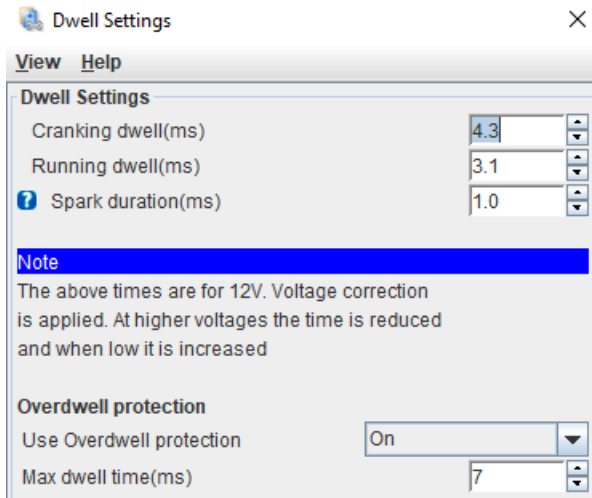 Dwell Settings
View Help
Dwell Settings
Cranking dwell(ms) 4.3
Running dwell(ms) 3.1
? Spark duration(ms) 1.0
Note
The above times are for 12V. Voltage correction
is applied. At higher voltages the time is reduced
and when low it is increased
Overdwell protection
Use Overdwell protection On
Max dwell time(ms) 7